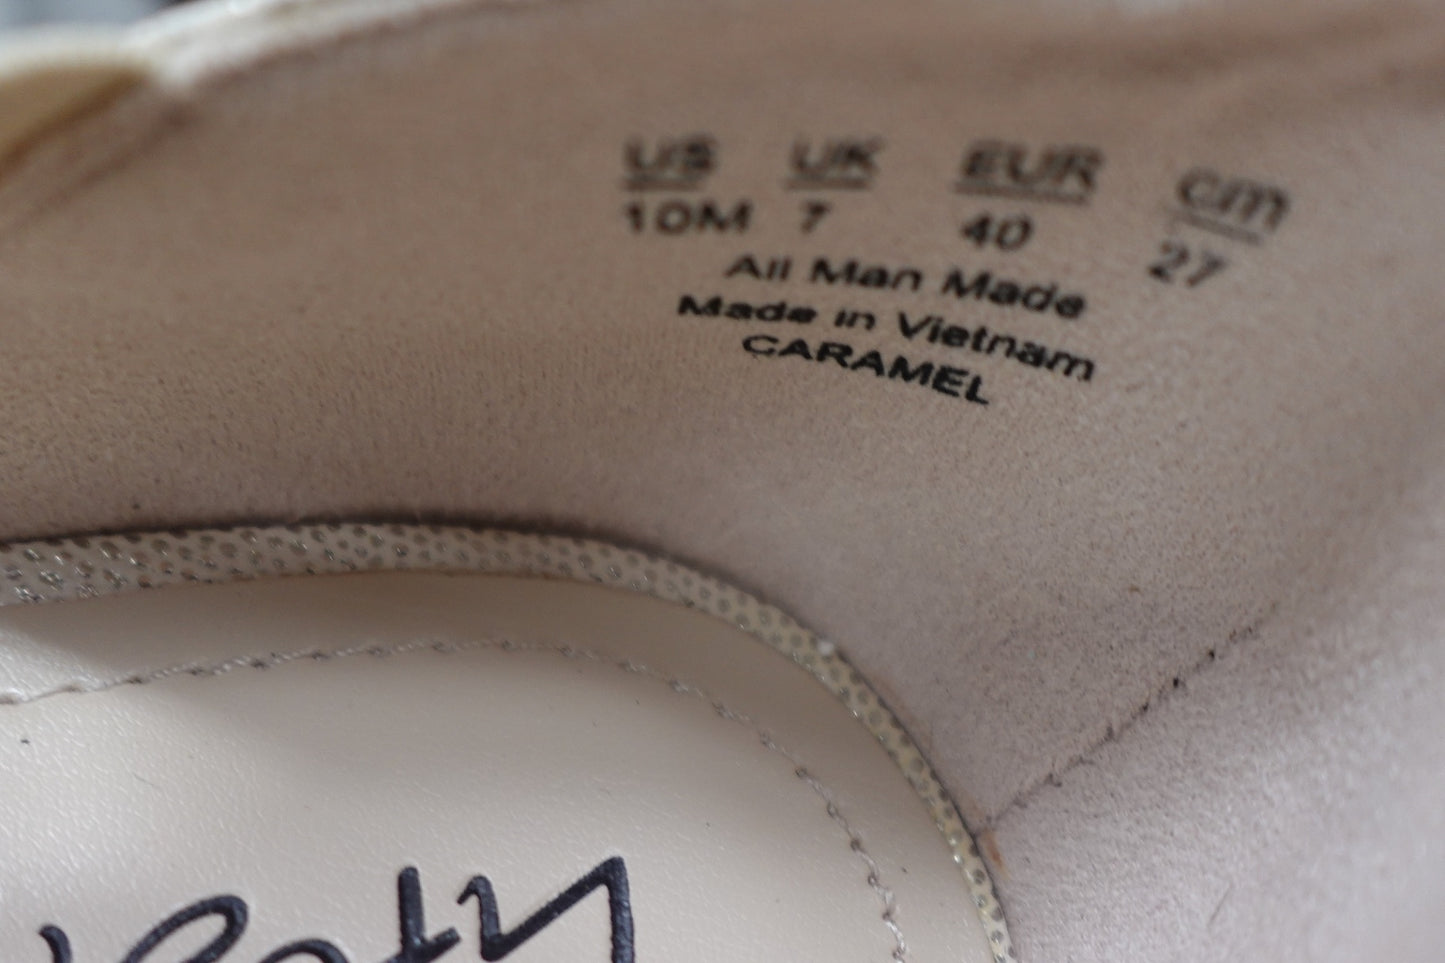 US UK EUR cm
10M 7 40 27
All Man Made
Made in Vietnam
CARAMEL